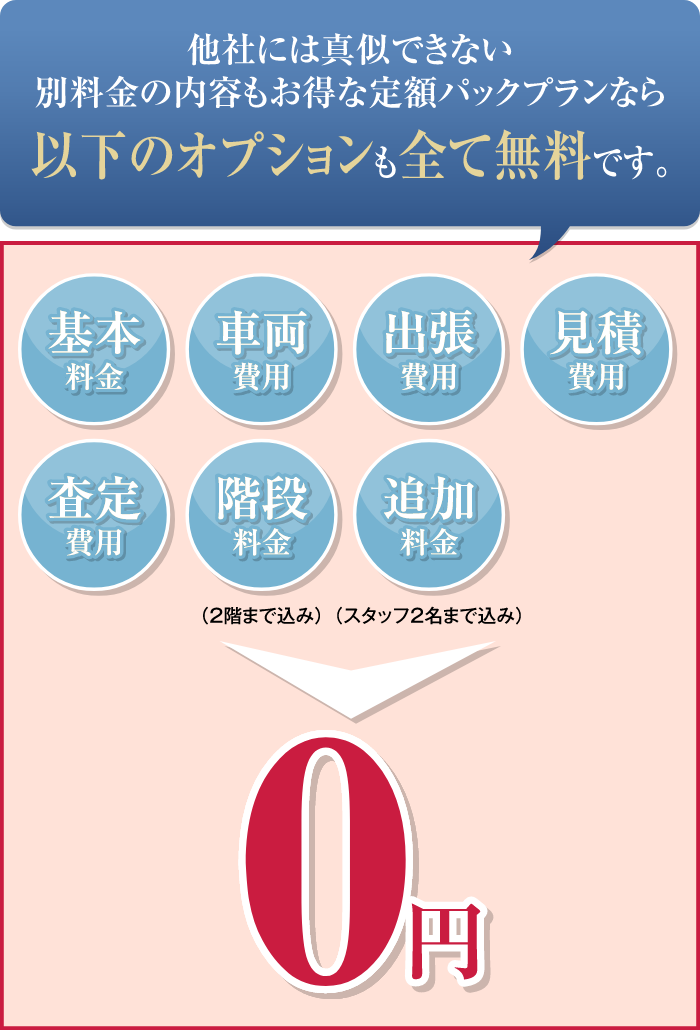 他社には真似できない
別料金の内容もお得な定額パックプランなら
以下のオプションも全て無料です。
基本
料金
車両
費用
出張
費用
見積
費用
査定
費用
階段
料金
追加
料金
（2階まで込み）（スタッフ2名まで込み）
0円